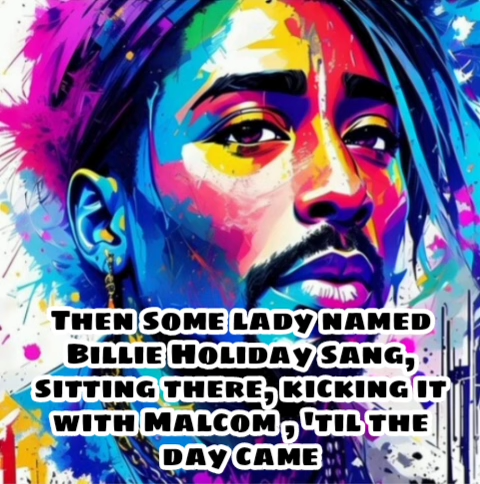 Then some lady named
Billie Holiday Sang,
sitting there, kicking it
with Malcom , 'til the
day came